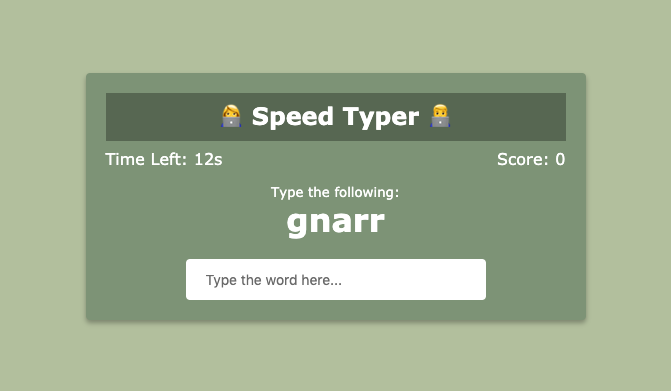 👩‍💻 Speed Typer 👨‍💻
Time Left: 12s Score: 0
Type the following:
gnarr
Type the word here...